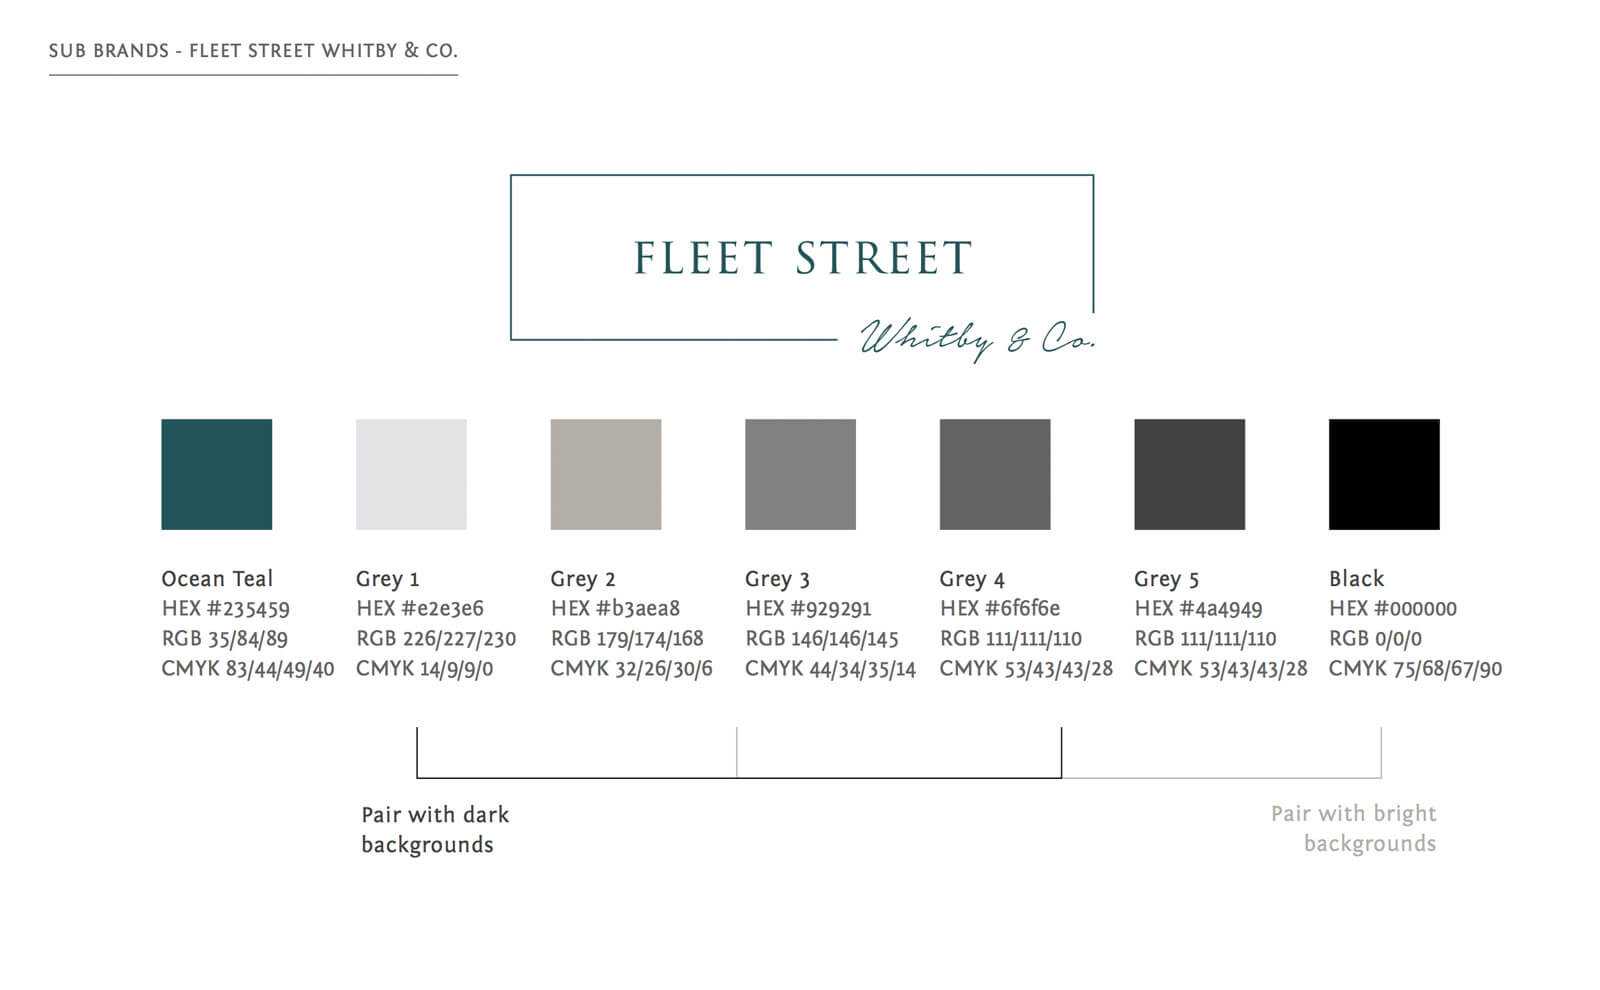 SUB BRANDS - FLEET STREET WHITBY & CO.
FLEET STREET
Whitby & Co.
Ocean Teal
HEX #235459
RGB 35/84/89
CMYK 83/44/49/40
Grey 1
HEX #e2e3e6
RGB 226/227/230
CMYK 14/9/9/0
Grey 2
HEX #b3aea8
RGB 179/174/168
CMYK 32/26/30/6
Grey 3
HEX #929291
RGB 146/146/145
CMYK 44/34/35/14
Grey 4
HEX #6f6f6e
RGB 111/111/110
CMYK 53/43/43/28
Grey 5
HEX #4a4949
RGB 111/111/110
CMYK 53/43/43/28
Black
HEX #000000
RGB 0/0/0
CMYK 75/68/67/90
Pair with dark
backgrounds
Pair with bright
backgrounds